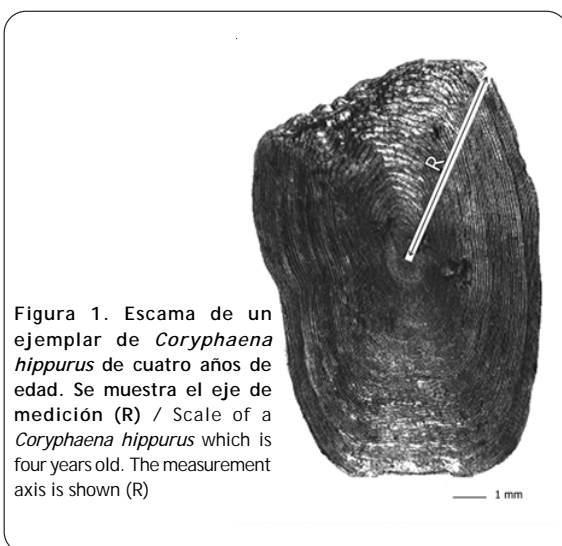 R
Figura 1. Escama de un
ejemplar de Coryphaena
hippurus de cuatro años de
edad. Se muestra el eje de
medición (R) / Scale of a
Coryphaena hippurus which is
four years old. The measurement
axis is shown (R)
1 mm